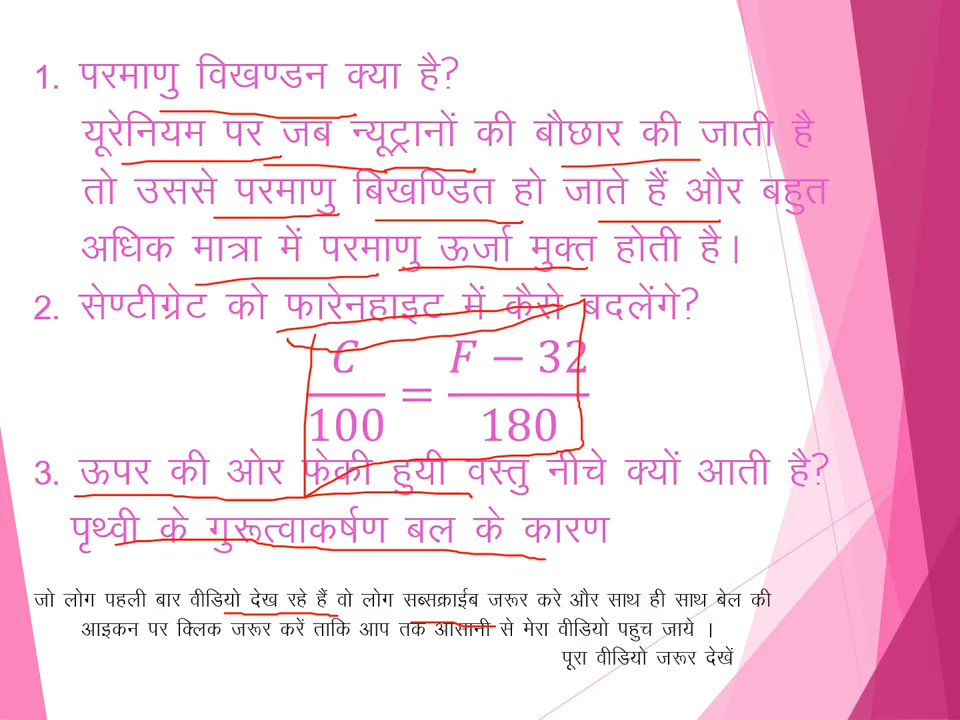 1. परमाणु विखण्डन क्या है?
यूरेनियम पर जब न्यूट्रानों की बौछार की जाती है
तो उससे परमाणु बिखण्डित हो जाते हैं और बहुत
अधिक मात्रा में परमाणु ऊर्जा मुक्त होती है।
2. सेण्टीग्रेट को फारेनहाइट में कैसे बदलेंगे?
C/100 = F − 32/180
3. ऊपर की ओर फेकी हुयी वस्तु नीचे क्यों आती है?
पृथ्वी के गुरूत्वाकर्षण बल के कारण
जो लोग पहली बार वीडियो देख रहे हैं वो लोग सब्सक्राईब जरूर करे और साथ ही साथ बेल की
आइकन पर क्लिक जरूर करें ताकि आप तक आसानी से मेरा वीडियो पहुच जाये ।
पूरा वीडियो जरूर देखें